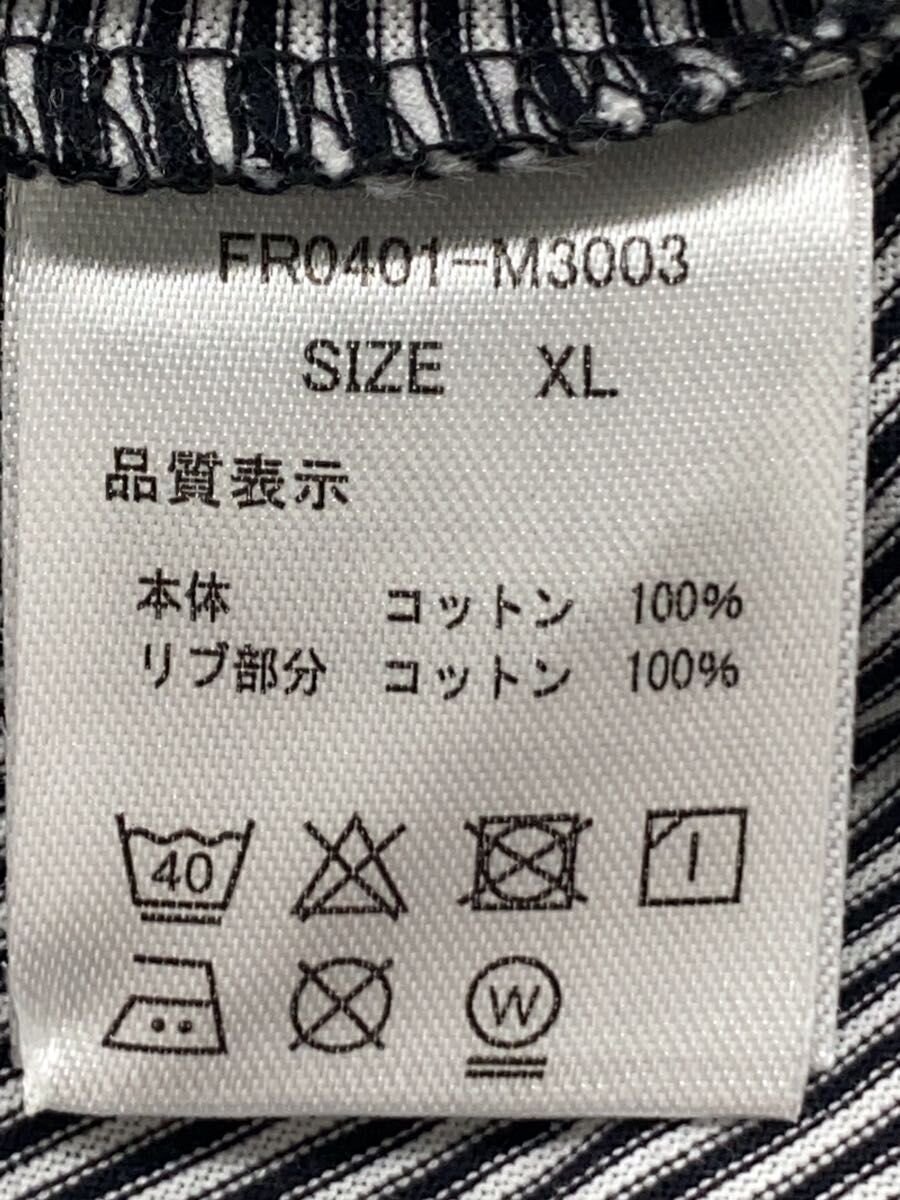 FR0401-M3003
SIZE XL
品質表示
本体 コットン 100%
リブ部分 コットン 100%
40
W